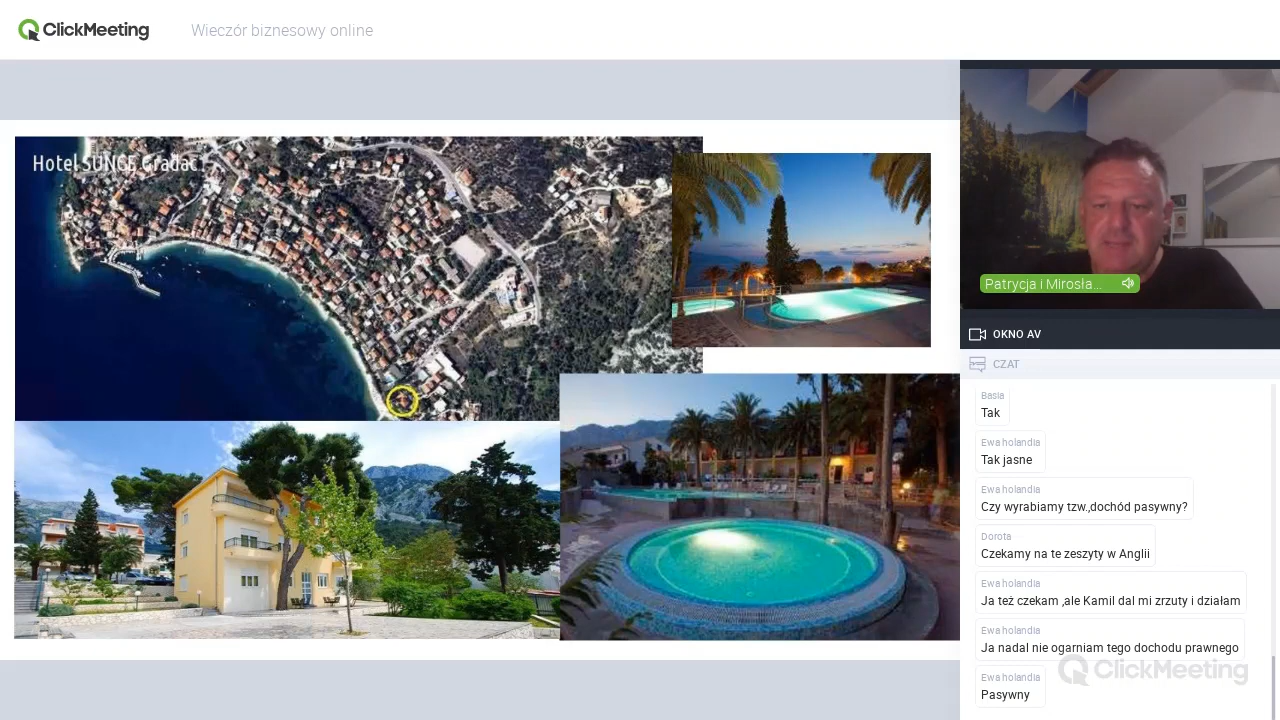 ClickMeeting
Wieczór biznesowy online
Hotel SUNCE Gradac
Patrycja i Mirosła...
OKNO AV
CZAT
Basia
Tak
Ewa holandia
Tak jasne
Ewa holandia
Czy wyrabiamy tzw.,dochód pasywny?
Dorota
Czekamy na te zeszyty w Anglii
Ewa holandia
Ja też czekam ,ale Kamil dal mi zrzuty i działam
Ewa holandia
Ja nadal nie ogarniam tego dochodu prawnego
Ewa holandia
Pasywny
ClickMeeting